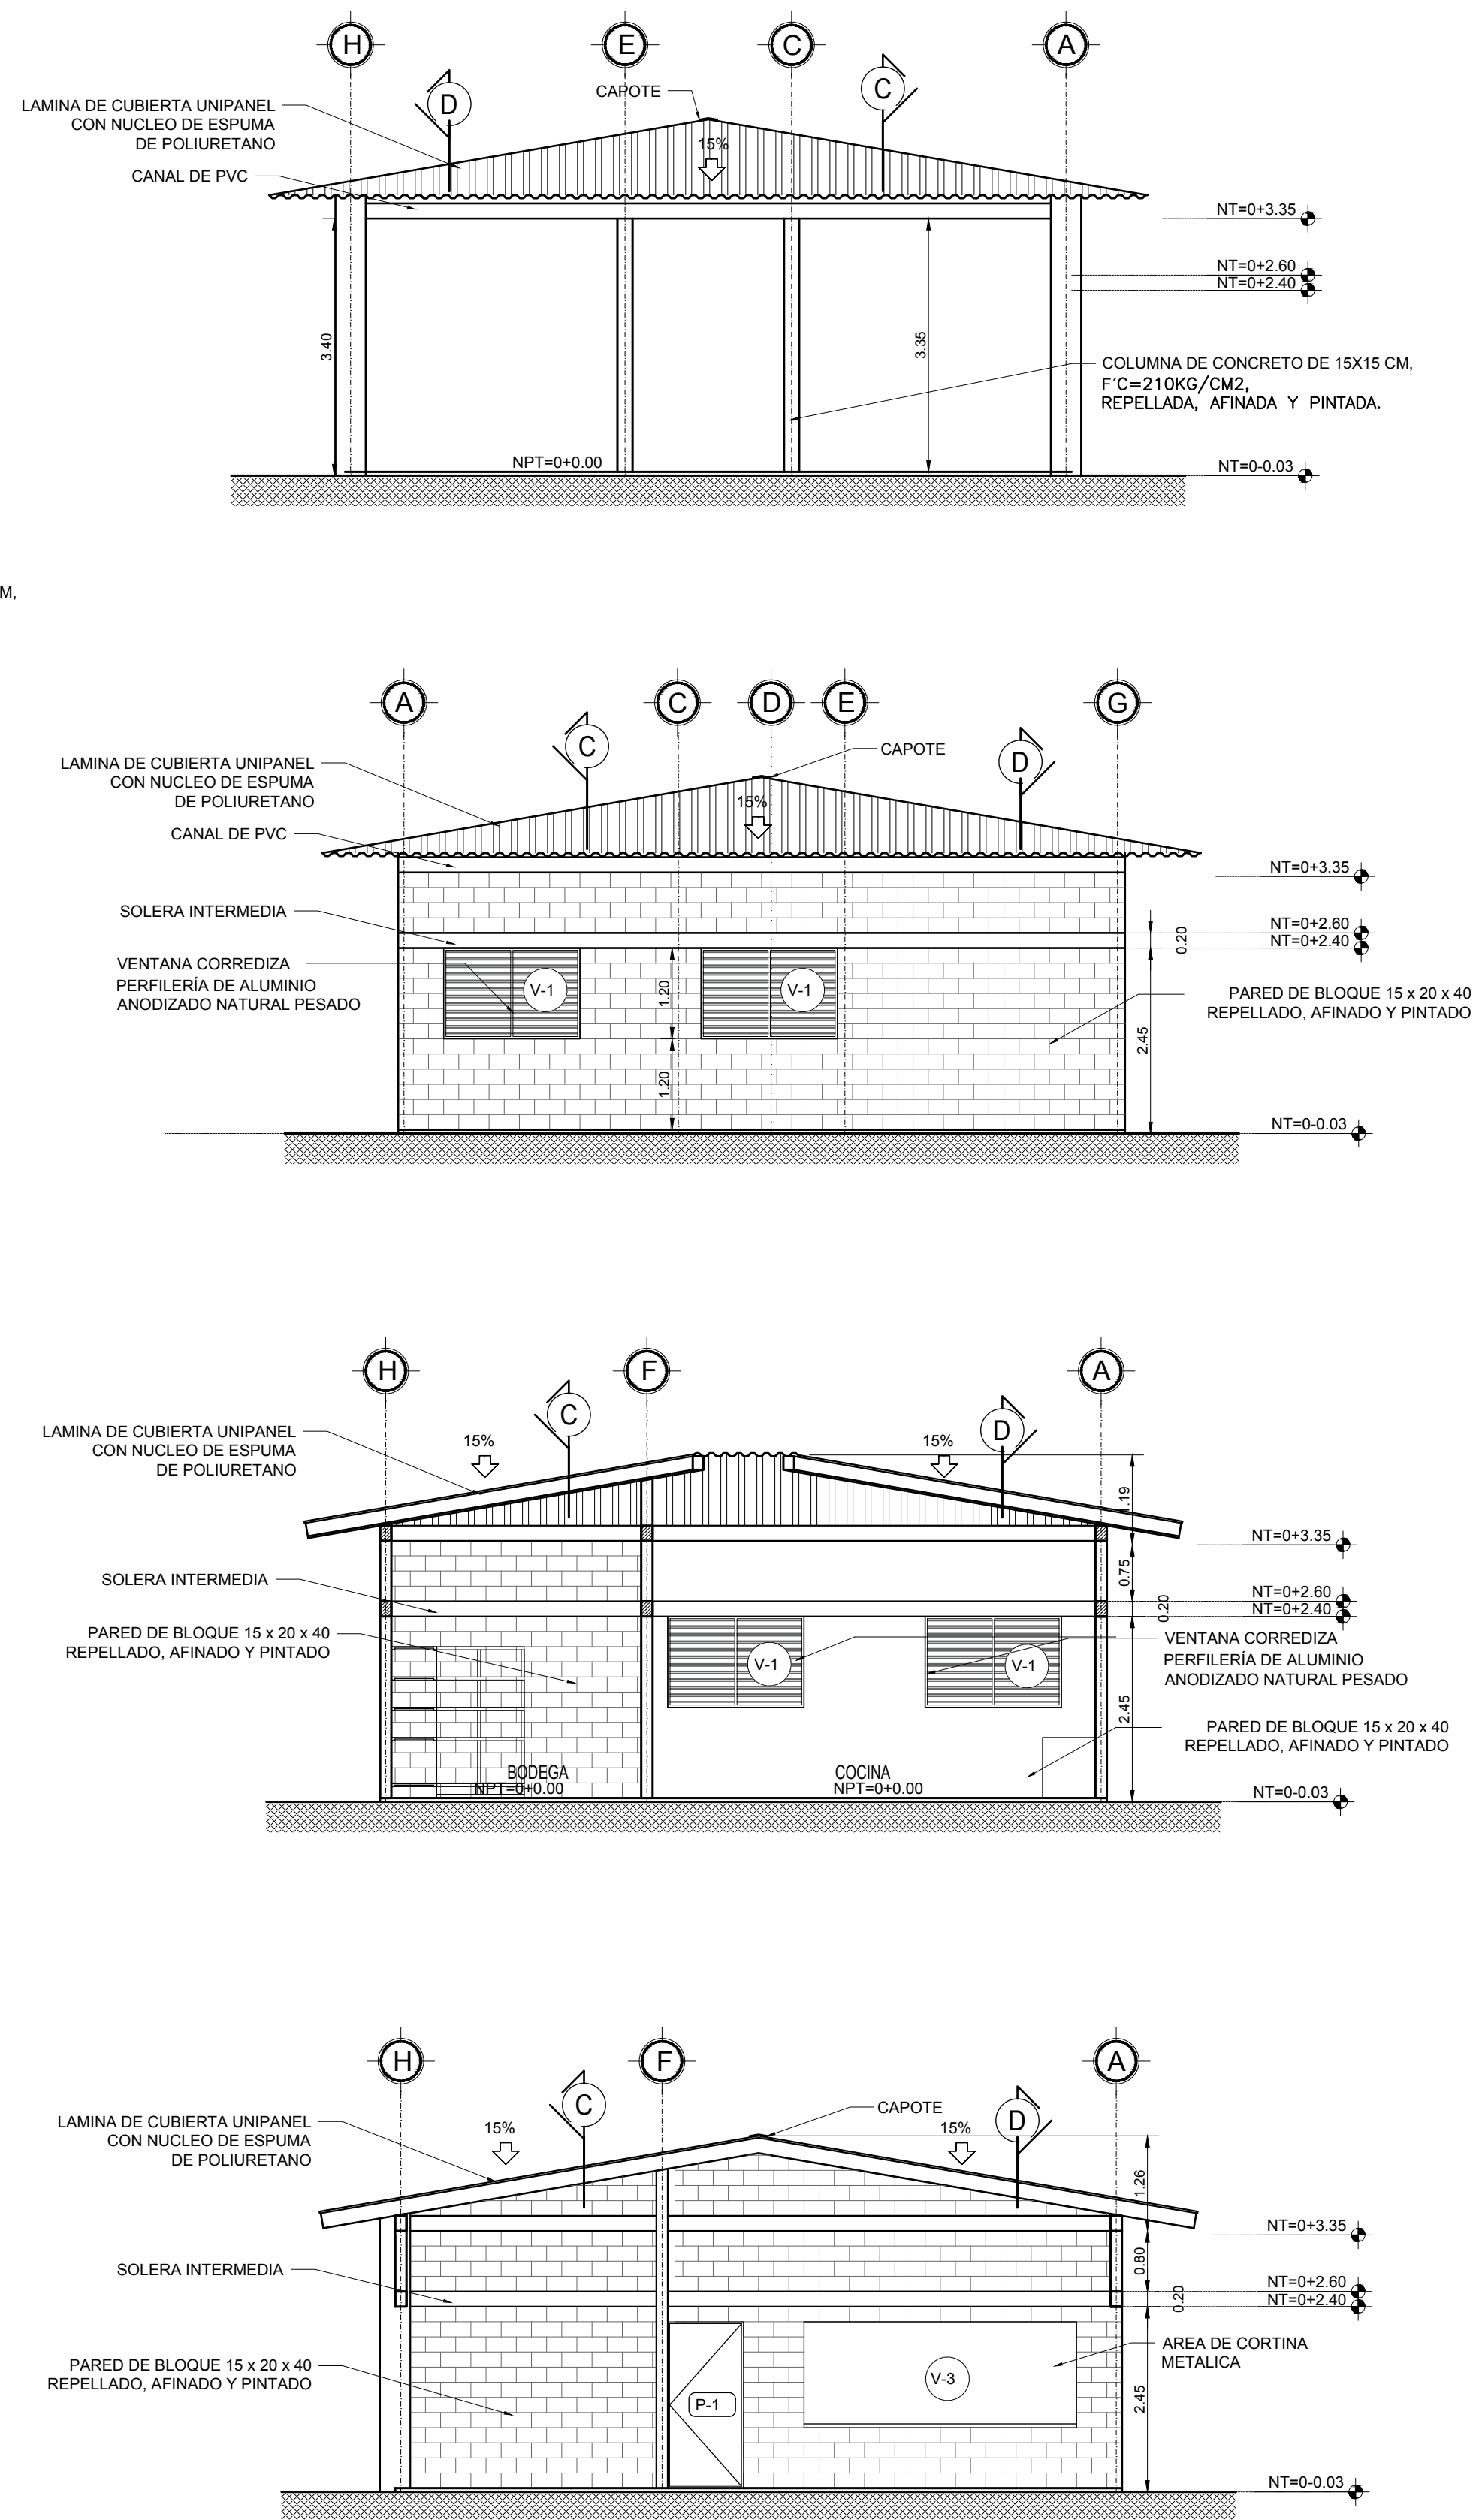 H
E
C
A
D
C
CAPOTE
LAMINA DE CUBIERTA UNIPANEL
CON NUCLEO DE ESPUMA
DE POLIURETANO
15%
CANAL DE PVC
NT=0+3.35
NT=0+2.60
NT=0+2.40
3.40
3.35
COLUMNA DE CONCRETO DE 15X15 CM,
F´C=210KG/CM2,
REPELLADA, AFINADA Y PINTADA.
NPT=0+0.00
NT=0-0.03
M,
A
C
D
E
G
C
D
CAPOTE
LAMINA DE CUBIERTA UNIPANEL
CON NUCLEO DE ESPUMA
DE POLIURETANO
15%
CANAL DE PVC
NT=0+3.35
SOLERA INTERMEDIA
NT=0+2.60
NT=0+2.40
0.20
VENTANA CORREDIZA
PERFILERÍA DE ALUMINIO
ANODIZADO NATURAL PESADO
V-1
V-1
1.20
PARED DE BLOQUE 15 x 20 x 40
REPELLADO, AFINADO Y PINTADO
2.45
1.20
NT=0-0.03
H
F
A
C
D
LAMINA DE CUBIERTA UNIPANEL
CON NUCLEO DE ESPUMA
DE POLIURETANO
15%
15%
1.19
NT=0+3.35
0.75
SOLERA INTERMEDIA
NT=0+2.60
NT=0+2.40
0.20
PARED DE BLOQUE 15 x 20 x 40
REPELLADO, AFINADO Y PINTADO
V-1
V-1
VENTANA CORREDIZA
PERFILERÍA DE ALUMINIO
ANODIZADO NATURAL PESADO
2.45
PARED DE BLOQUE 15 x 20 x 40
REPELLADO, AFINADO Y PINTADO
BODEGA
NPT=0+0.00
COCINA
NPT=0+0.00
NT=0-0.03
H
F
A
C
D
CAPOTE
LAMINA DE CUBIERTA UNIPANEL
CON NUCLEO DE ESPUMA
DE POLIURETANO
15%
15%
1.26
NT=0+3.35
0.80
SOLERA INTERMEDIA
NT=0+2.60
NT=0+2.40
0.20
AREA DE CORTINA
METALICA
PARED DE BLOQUE 15 x 20 x 40
REPELLADO, AFINADO Y PINTADO
V-3
P-1
2.45
NT=0-0.03